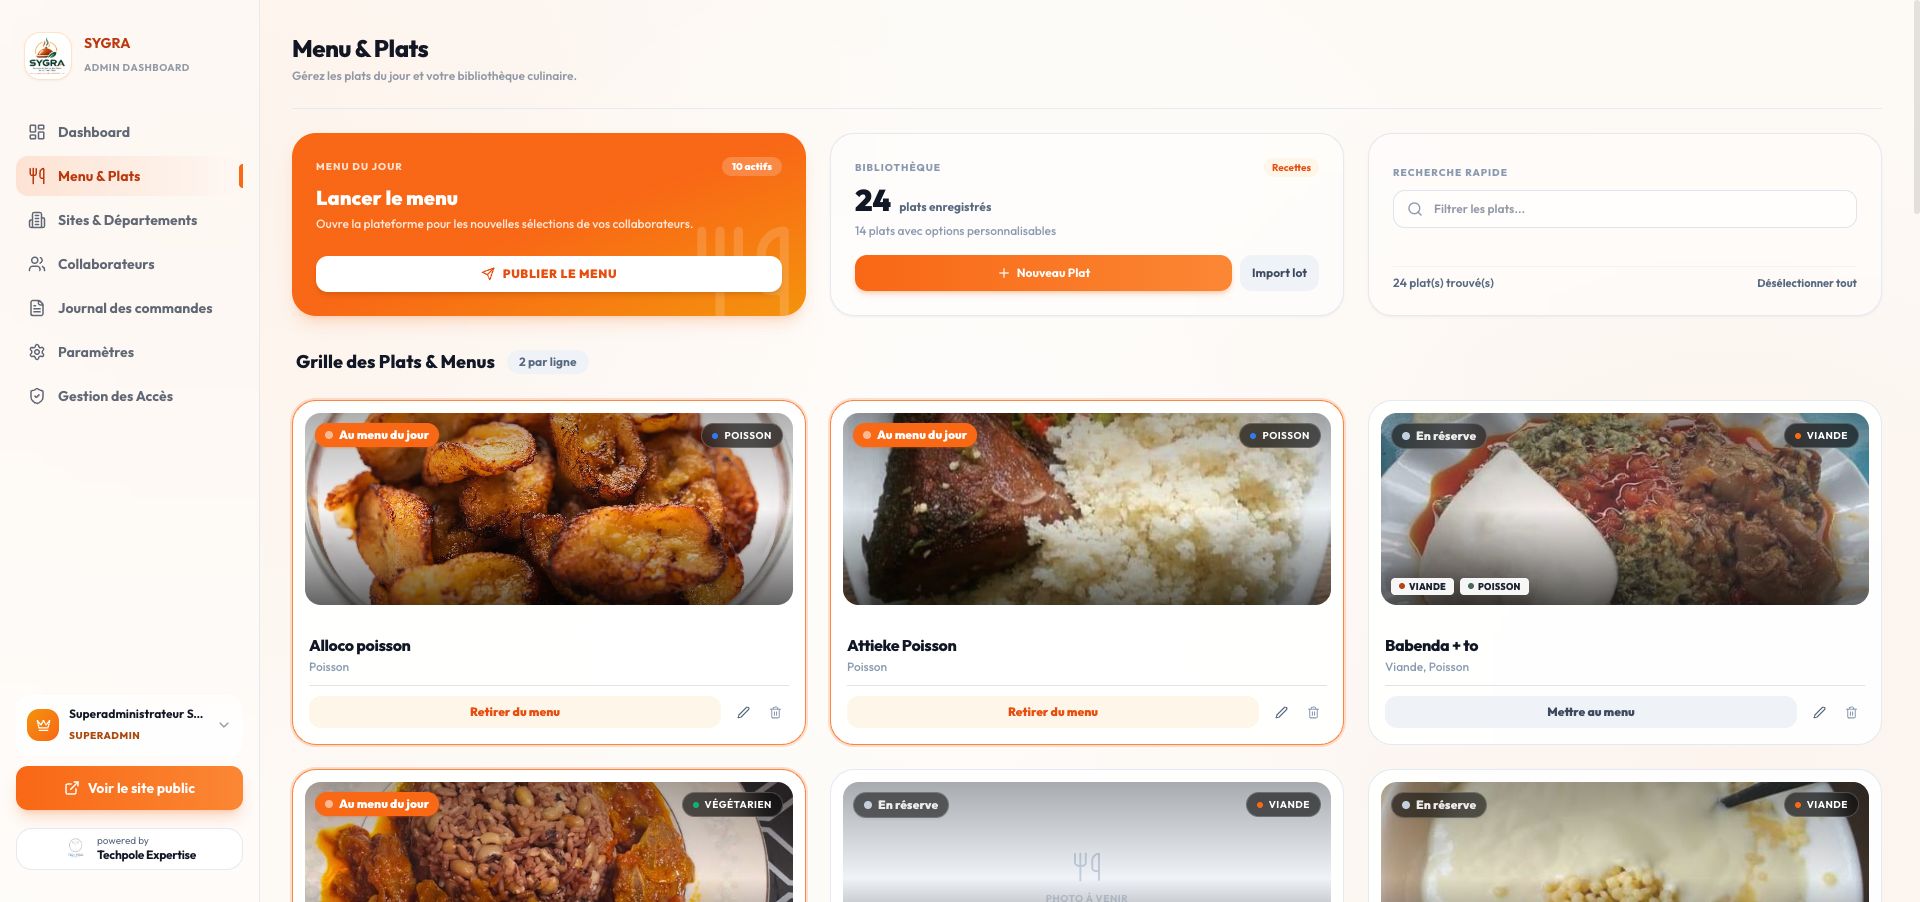 SYGRA
SYGRA
ADMIN DASHBOARD
Dashboard
Menu & Plats
Sites & Départements
Collaborateurs
Journal des commandes
Paramètres
Gestion des Accès
Superadministrateur S...
SUPERADMIN
Voir le site public
powered by
Techpole Expertise
Menu & Plats
Gérez les plats du jour et votre bibliothèque culinaire.
MENU DU JOUR
10 actifs
Lancer le menu
Ouvre la plateforme pour les nouvelles sélections de vos collaborateurs.
PUBLIER LE MENU
BIBLIOTHÈQUE
Recettes
24 plats enregistrés
14 plats avec options personnalisables
Nouveau Plat
Import lot
RECHERCHE RAPIDE
Filtrer les plats...
24 plat(s) trouvé(s)
Désélectionner tout
Grille des Plats & Menus
2 par ligne
Au menu du jour
POISSON
Alloco poisson
Poisson
Retirer du menu
Au menu du jour
POISSON
Attieke Poisson
Poisson
Retirer du menu
En réserve
VIANDE
VIANDE
POISSON
Babenda + to
Viande, Poisson
Mettre au menu
Au menu du jour
VÉGÉTARIEN
En réserve
VIANDE
PHOTO À VENIR
En réserve
VIANDE